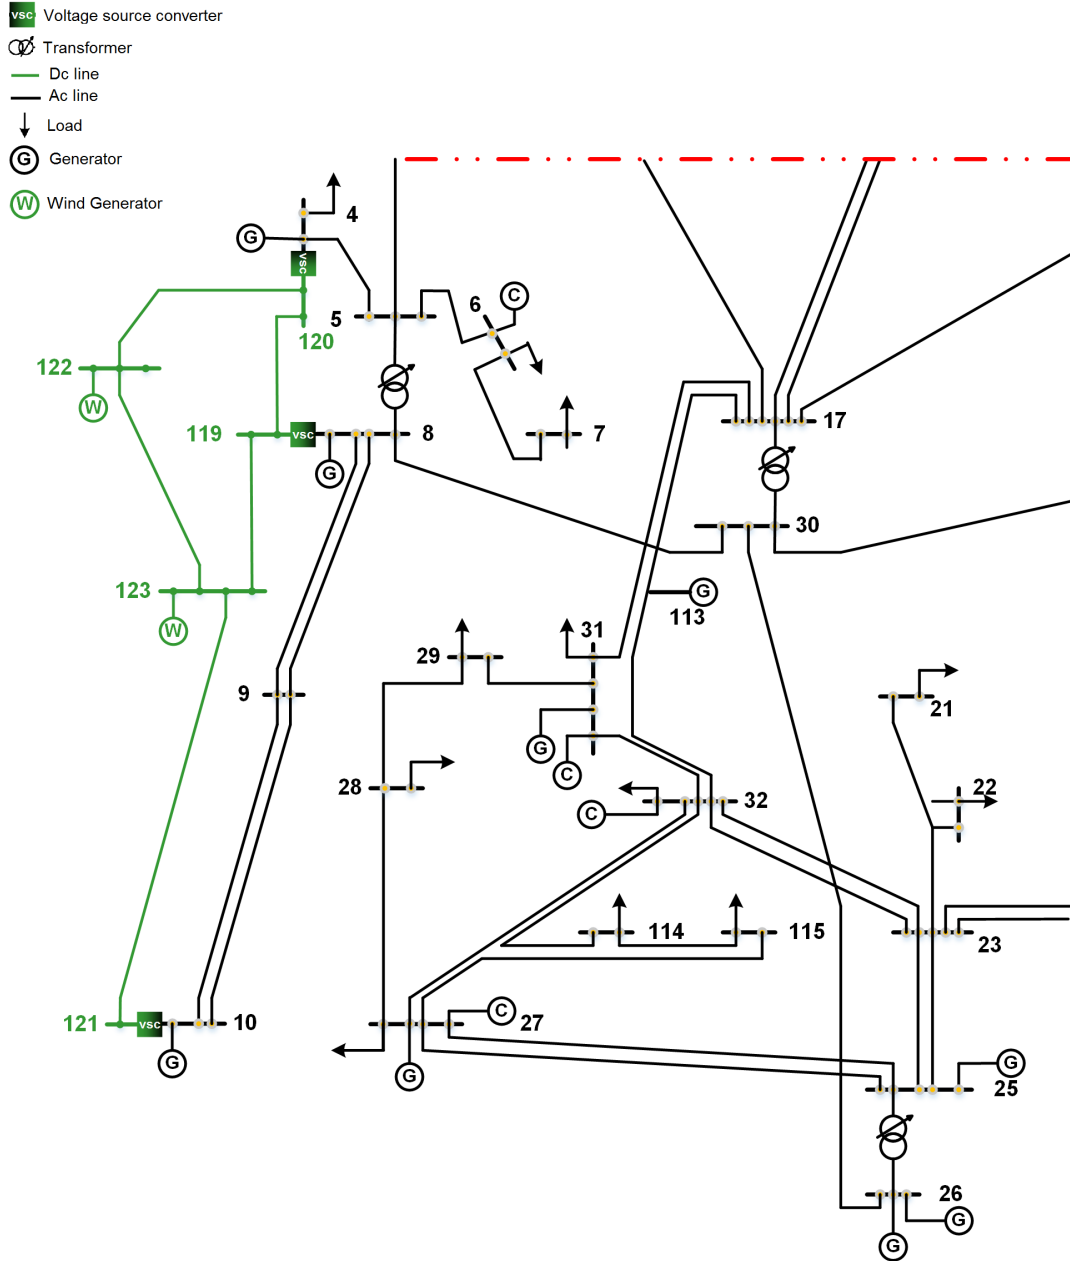 vsc Voltage source converter
Transformer
Dc line
Ac line
Load
G Generator
W Wind Generator
4
G
vsc
C
6
5
120
122
W
17
119 vsc 8 7
G
30
123
G
113
W
31
29
9
21
G
C
28
22
32
C
114 115
23
C
121 vsc 10 27
G
G
G
25
26
G
G